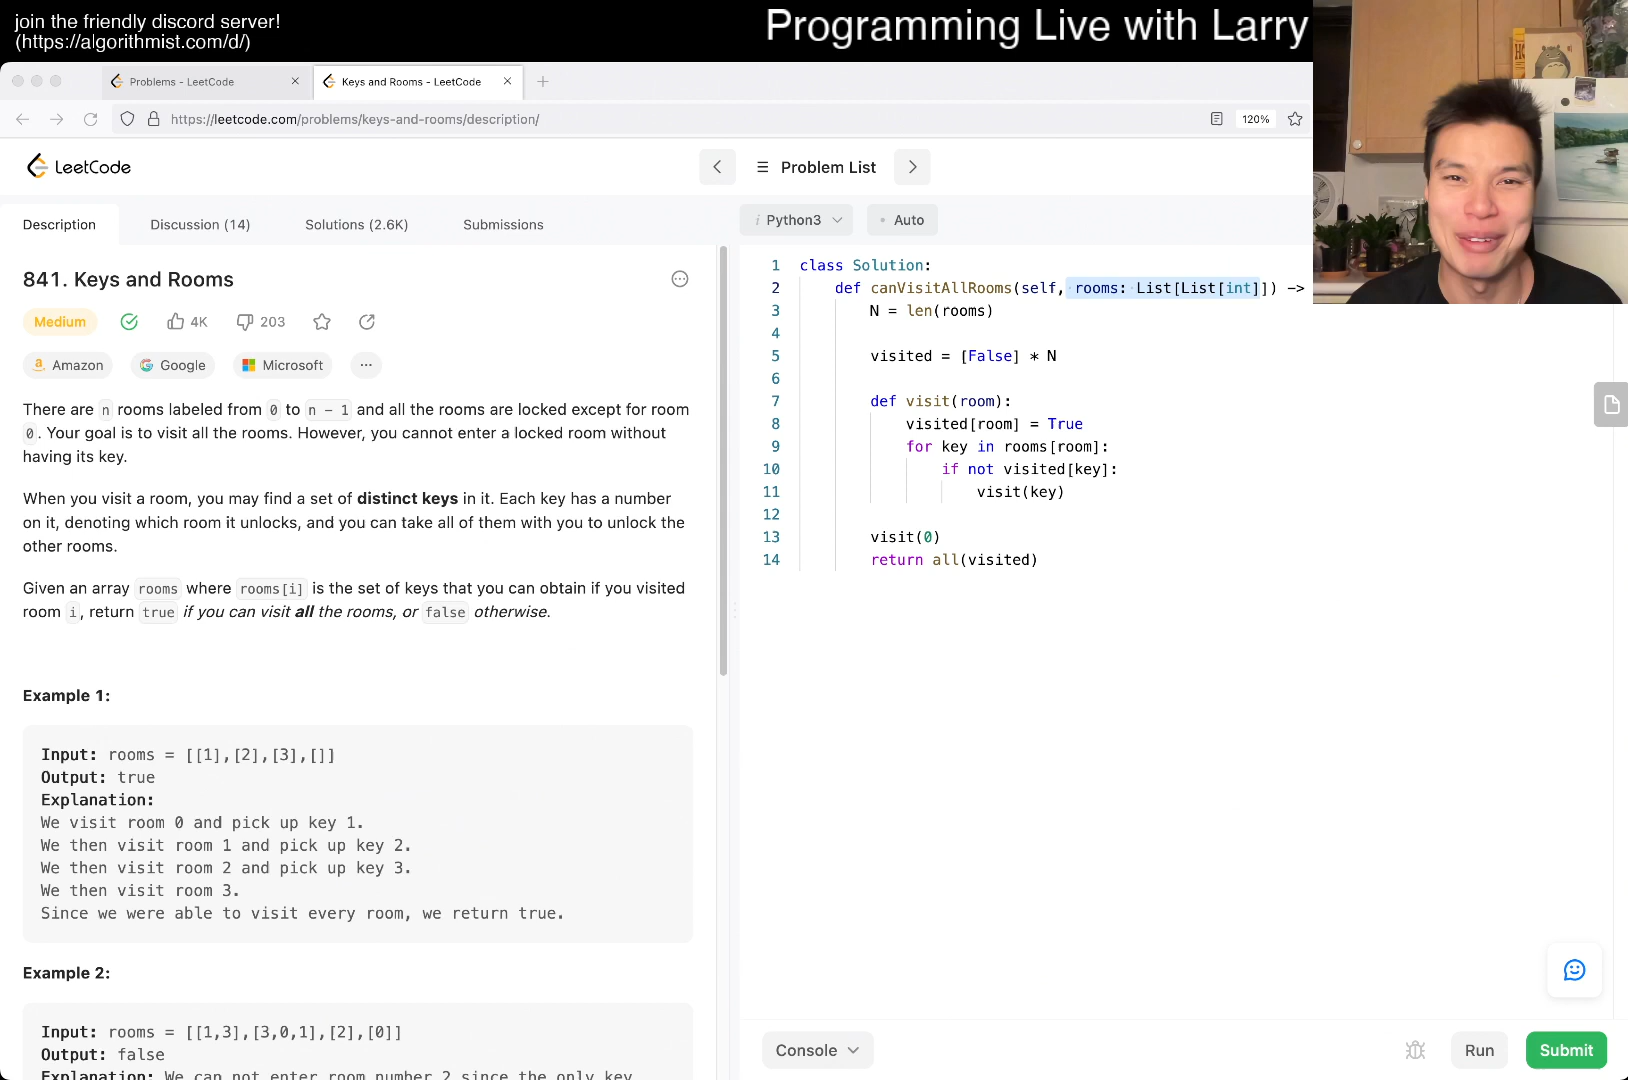 join the friendly discord server!
(https://algorithmist.com/d/)
Programming Live with Larry
Problems - LeetCode
Keys and Rooms - LeetCode
https://leetcode.com/problems/keys-and-rooms/description/
120%
LeetCode
Problem List
Description
Discussion (14)
Solutions (2.6K)
Submissions
841. Keys and Rooms
Medium
4K
203
Amazon
Google
Microsoft
There are n rooms labeled from 0 to n - 1 and all the rooms are locked except for room
0. Your goal is to visit all the rooms. However, you cannot enter a locked room without
having its key.
When you visit a room, you may find a set of distinct keys in it. Each key has a number
on it, denoting which room it unlocks, and you can take all of them with you to unlock the
other rooms.
Given an array rooms where rooms[i] is the set of keys that you can obtain if you visited
room i, return true if you can visit all the rooms, or false otherwise.
Example 1:
Input: rooms = [[1],[2],[3],[]]
Output: true
Explanation:
We visit room 0 and pick up key 1.
We then visit room 1 and pick up key 2.
We then visit room 2 and pick up key 3.
We then visit room 3.
Since we were able to visit every room, we return true.
Example 2:
Input: rooms = [[1,3],[3,0,1],[2],[0]]
Output: false
Explanation: We can not enter room number 2 since the only key
i Python3
Auto
1 class Solution:
2 def canVisitAllRooms(self, rooms: List[List[int]]) ->
3 N = len(rooms)
4
5 visited = [False] * N
6
7 def visit(room):
8 visited[room] = True
9 for key in rooms[room]:
10 if not visited[key]:
11 visit(key)
12
13 visit(0)
14 return all(visited)
Console
Run
Submit